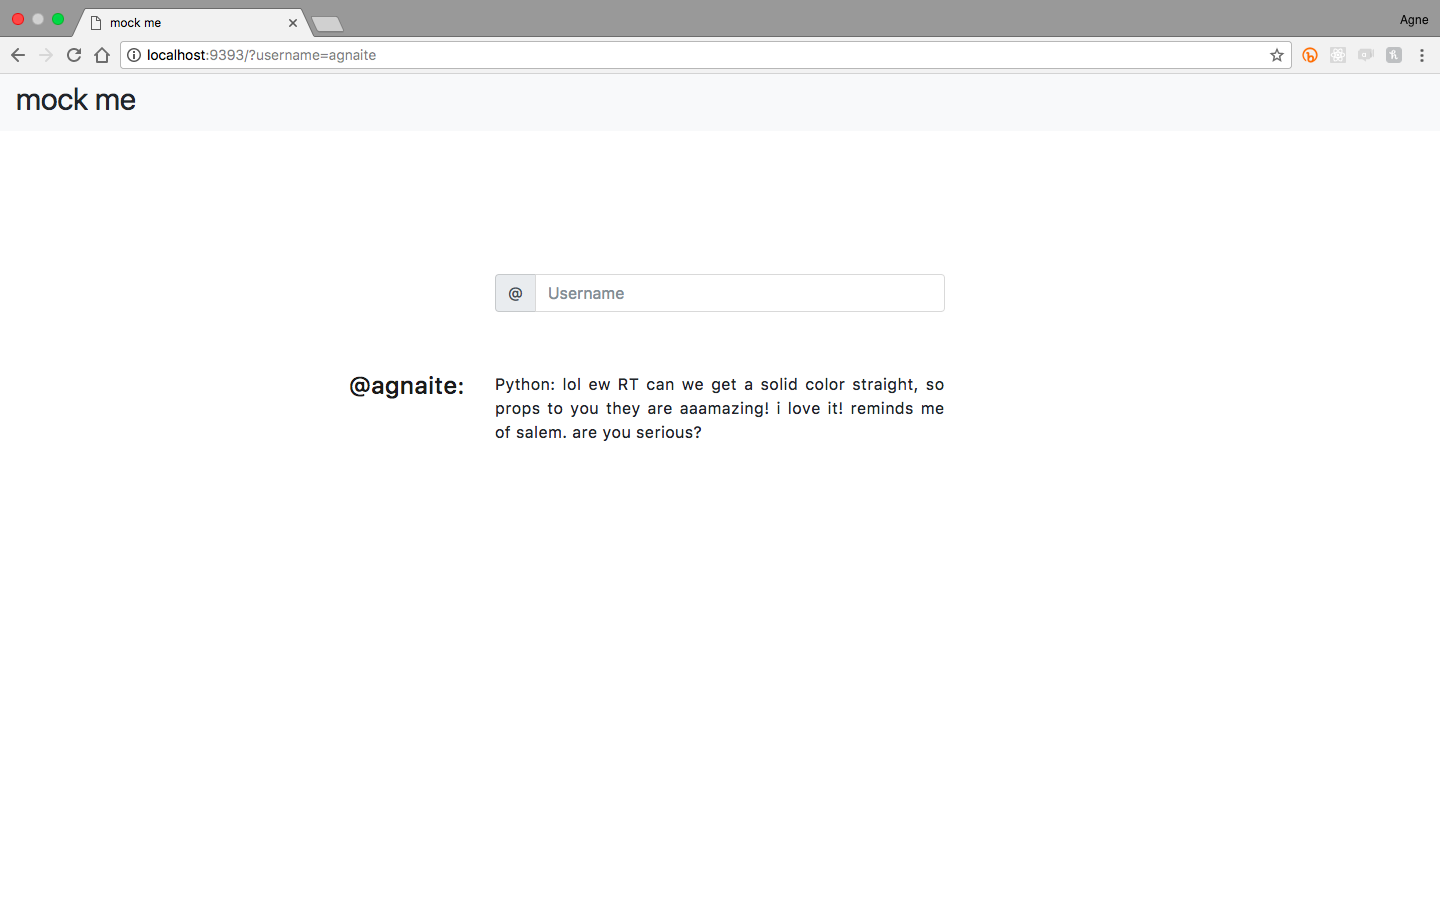 mock me
Agne
localhost:9393/?username=agnaite
mock me
@ Username
@agnaite:
Python: lol ew RT can we get a solid color straight, so
props to you they are aaamazing! i love it! reminds me
of salem. are you serious?